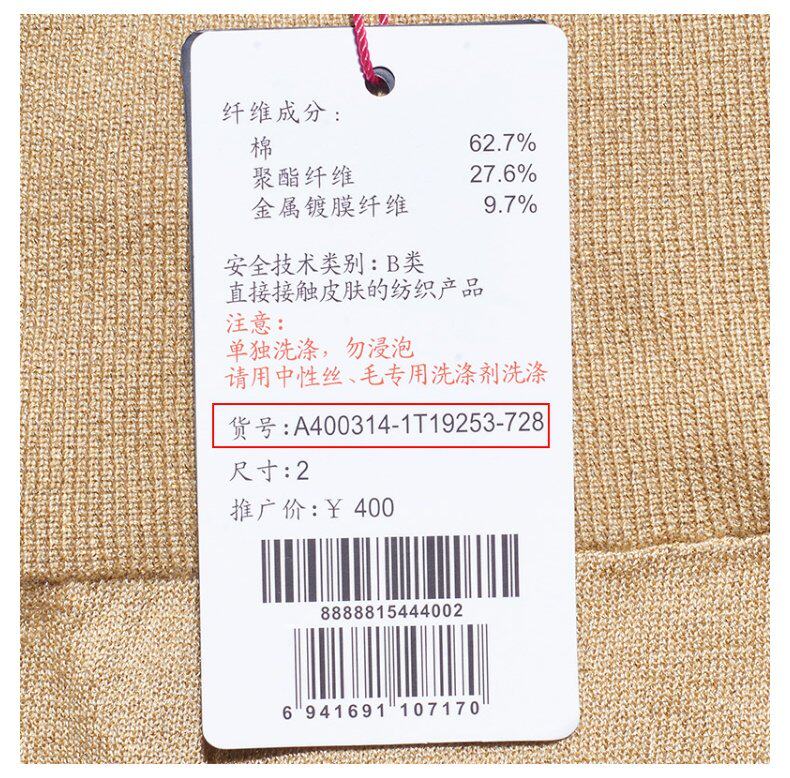 纤维成分:
棉 62.7%
聚酯纤维 27.6%
金属镀膜纤维 9.7%
安全技术类别:B类
直接接触皮肤的纺织产品
注意:
单独洗涤，勿浸泡
请用中性丝、毛专用洗涤剂洗涤
货号:A400314-1T19253-728
尺寸:2
推广价:¥ 400
8888815444002
6 941691 107170